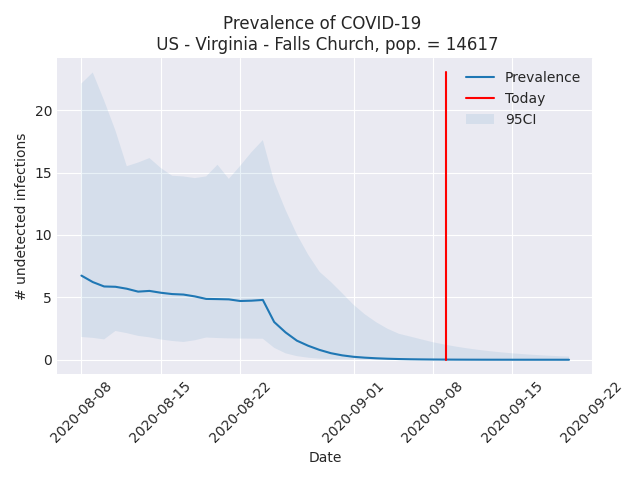 Prevalence of COVID-19
US - Virginia - Falls Church, pop. = 14617
Prevalence
Today
95CI
# undetected infections
20
15
10
5
0
2020-08-08
2020-08-15
2020-08-22
2020-09-01
2020-09-08
2020-09-15
2020-09-22
Date